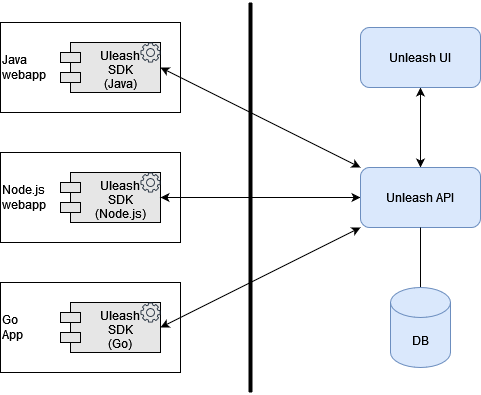 Java
webapp
Uleash
SDK
(Java)
Unleash UI
Node.js
webapp
Uleash
SDK
(Node.js)
Unleash API
Go
App
Uleash
SDK
(Go)
DB